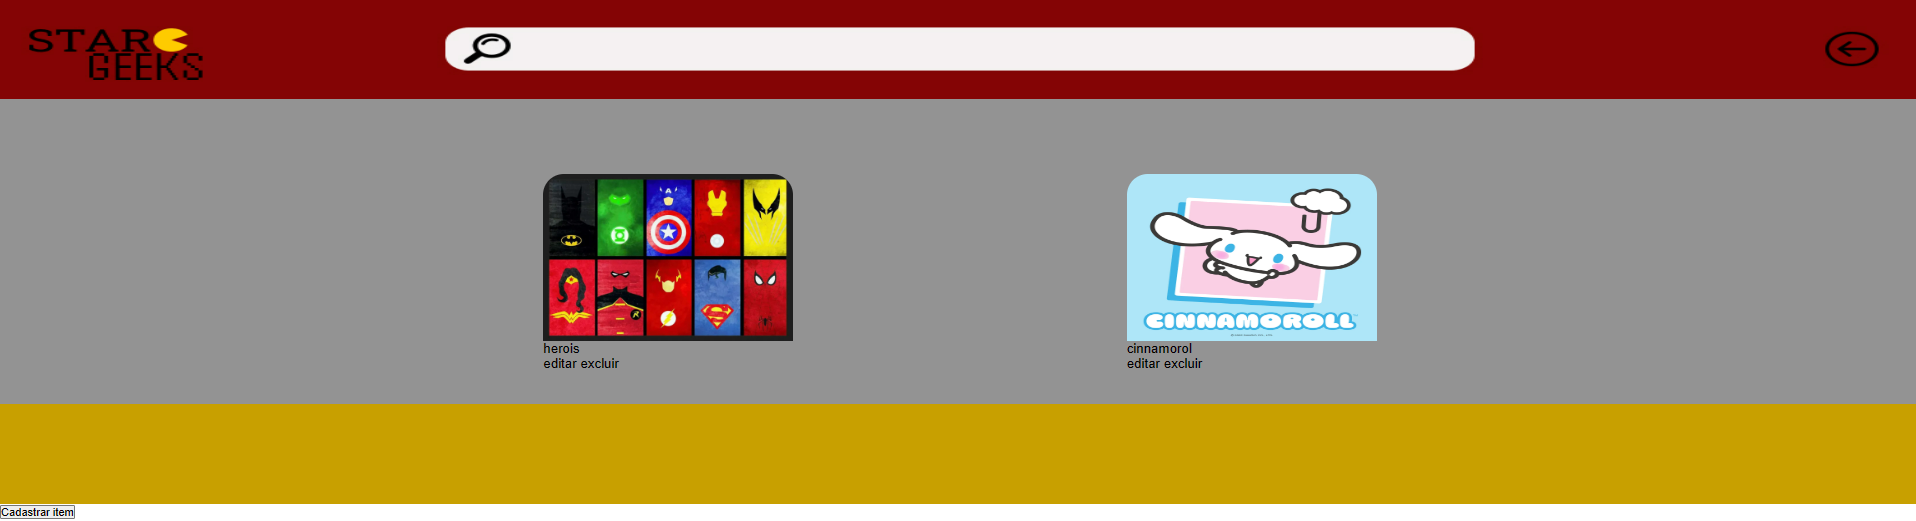 STAR
GEEKS
CINNAMOROLL
herois
editar excluir
cinnamorol
editar excluir
Cadastrar item